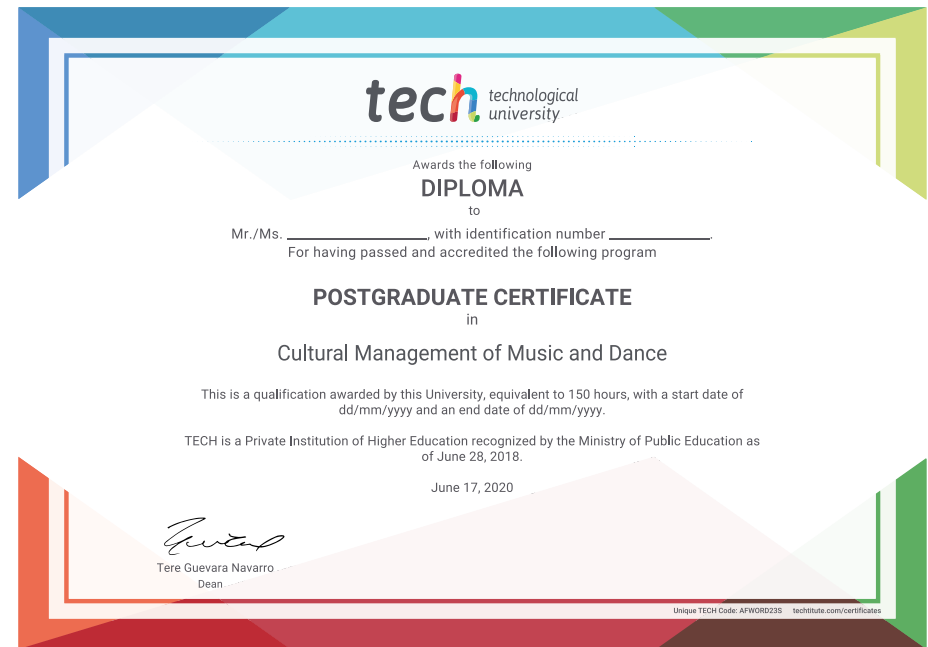 tech technological
university
Awards the following
DIPLOMA
to
Mr./Ms. ____________________, with identification number ______________.
For having passed and accredited the following program
POSTGRADUATE CERTIFICATE
in
Cultural Management of Music and Dance
This is a qualification awarded by this University, equivalent to 150 hours, with a start date of
dd/mm/yyyy and an end date of dd/mm/yyyy.
TECH is a Private Institution of Higher Education recognized by the Ministry of Public Education as
of June 28, 2018.
June 17, 2020
Tere Guevara Navarro
Dean
Unique TECH Code: AFWORD23S techtitute.com/certificates